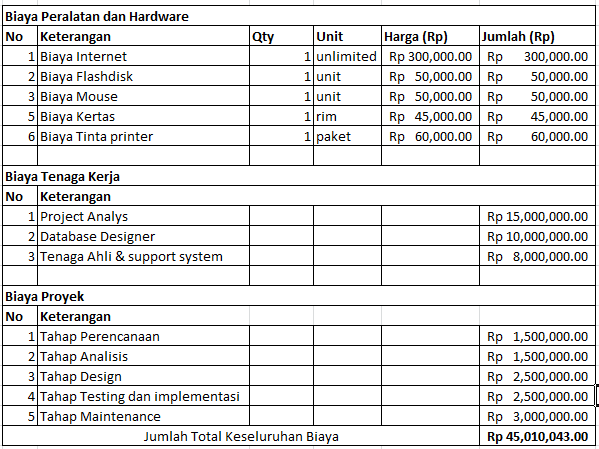 Biaya Peralatan dan Hardware
No Keterangan Qty Unit Harga (Rp) Jumlah (Rp)
1 Biaya Internet 1 unlimited Rp 300,000.00 Rp 300,000.00
2 Biaya Flashdisk 1 unit Rp 50,000.00 Rp 50,000.00
3 Biaya Mouse 1 unit Rp 50,000.00 Rp 50,000.00
5 Biaya Kertas 1 rim Rp 45,000.00 Rp 45,000.00
6 Biaya Tinta printer 1 paket Rp 60,000.00 Rp 60,000.00
Biaya Tenaga Kerja
No Keterangan
1 Project Analys Rp 15,000,000.00
2 Database Designer Rp 10,000,000.00
3 Tenaga Ahli & support system Rp 8,000,000.00
Biaya Proyek
No Keterangan
1 Tahap Perencanaan Rp 1,500,000.00
2 Tahap Analisis Rp 1,500,000.00
3 Tahap Design Rp 2,500,000.00
4 Tahap Testing dan implementasi Rp 2,500,000.00
5 Tahap Maintenance Rp 3,000,000.00
Jumlah Total Keseluruhan Biaya Rp 45,010,043.00